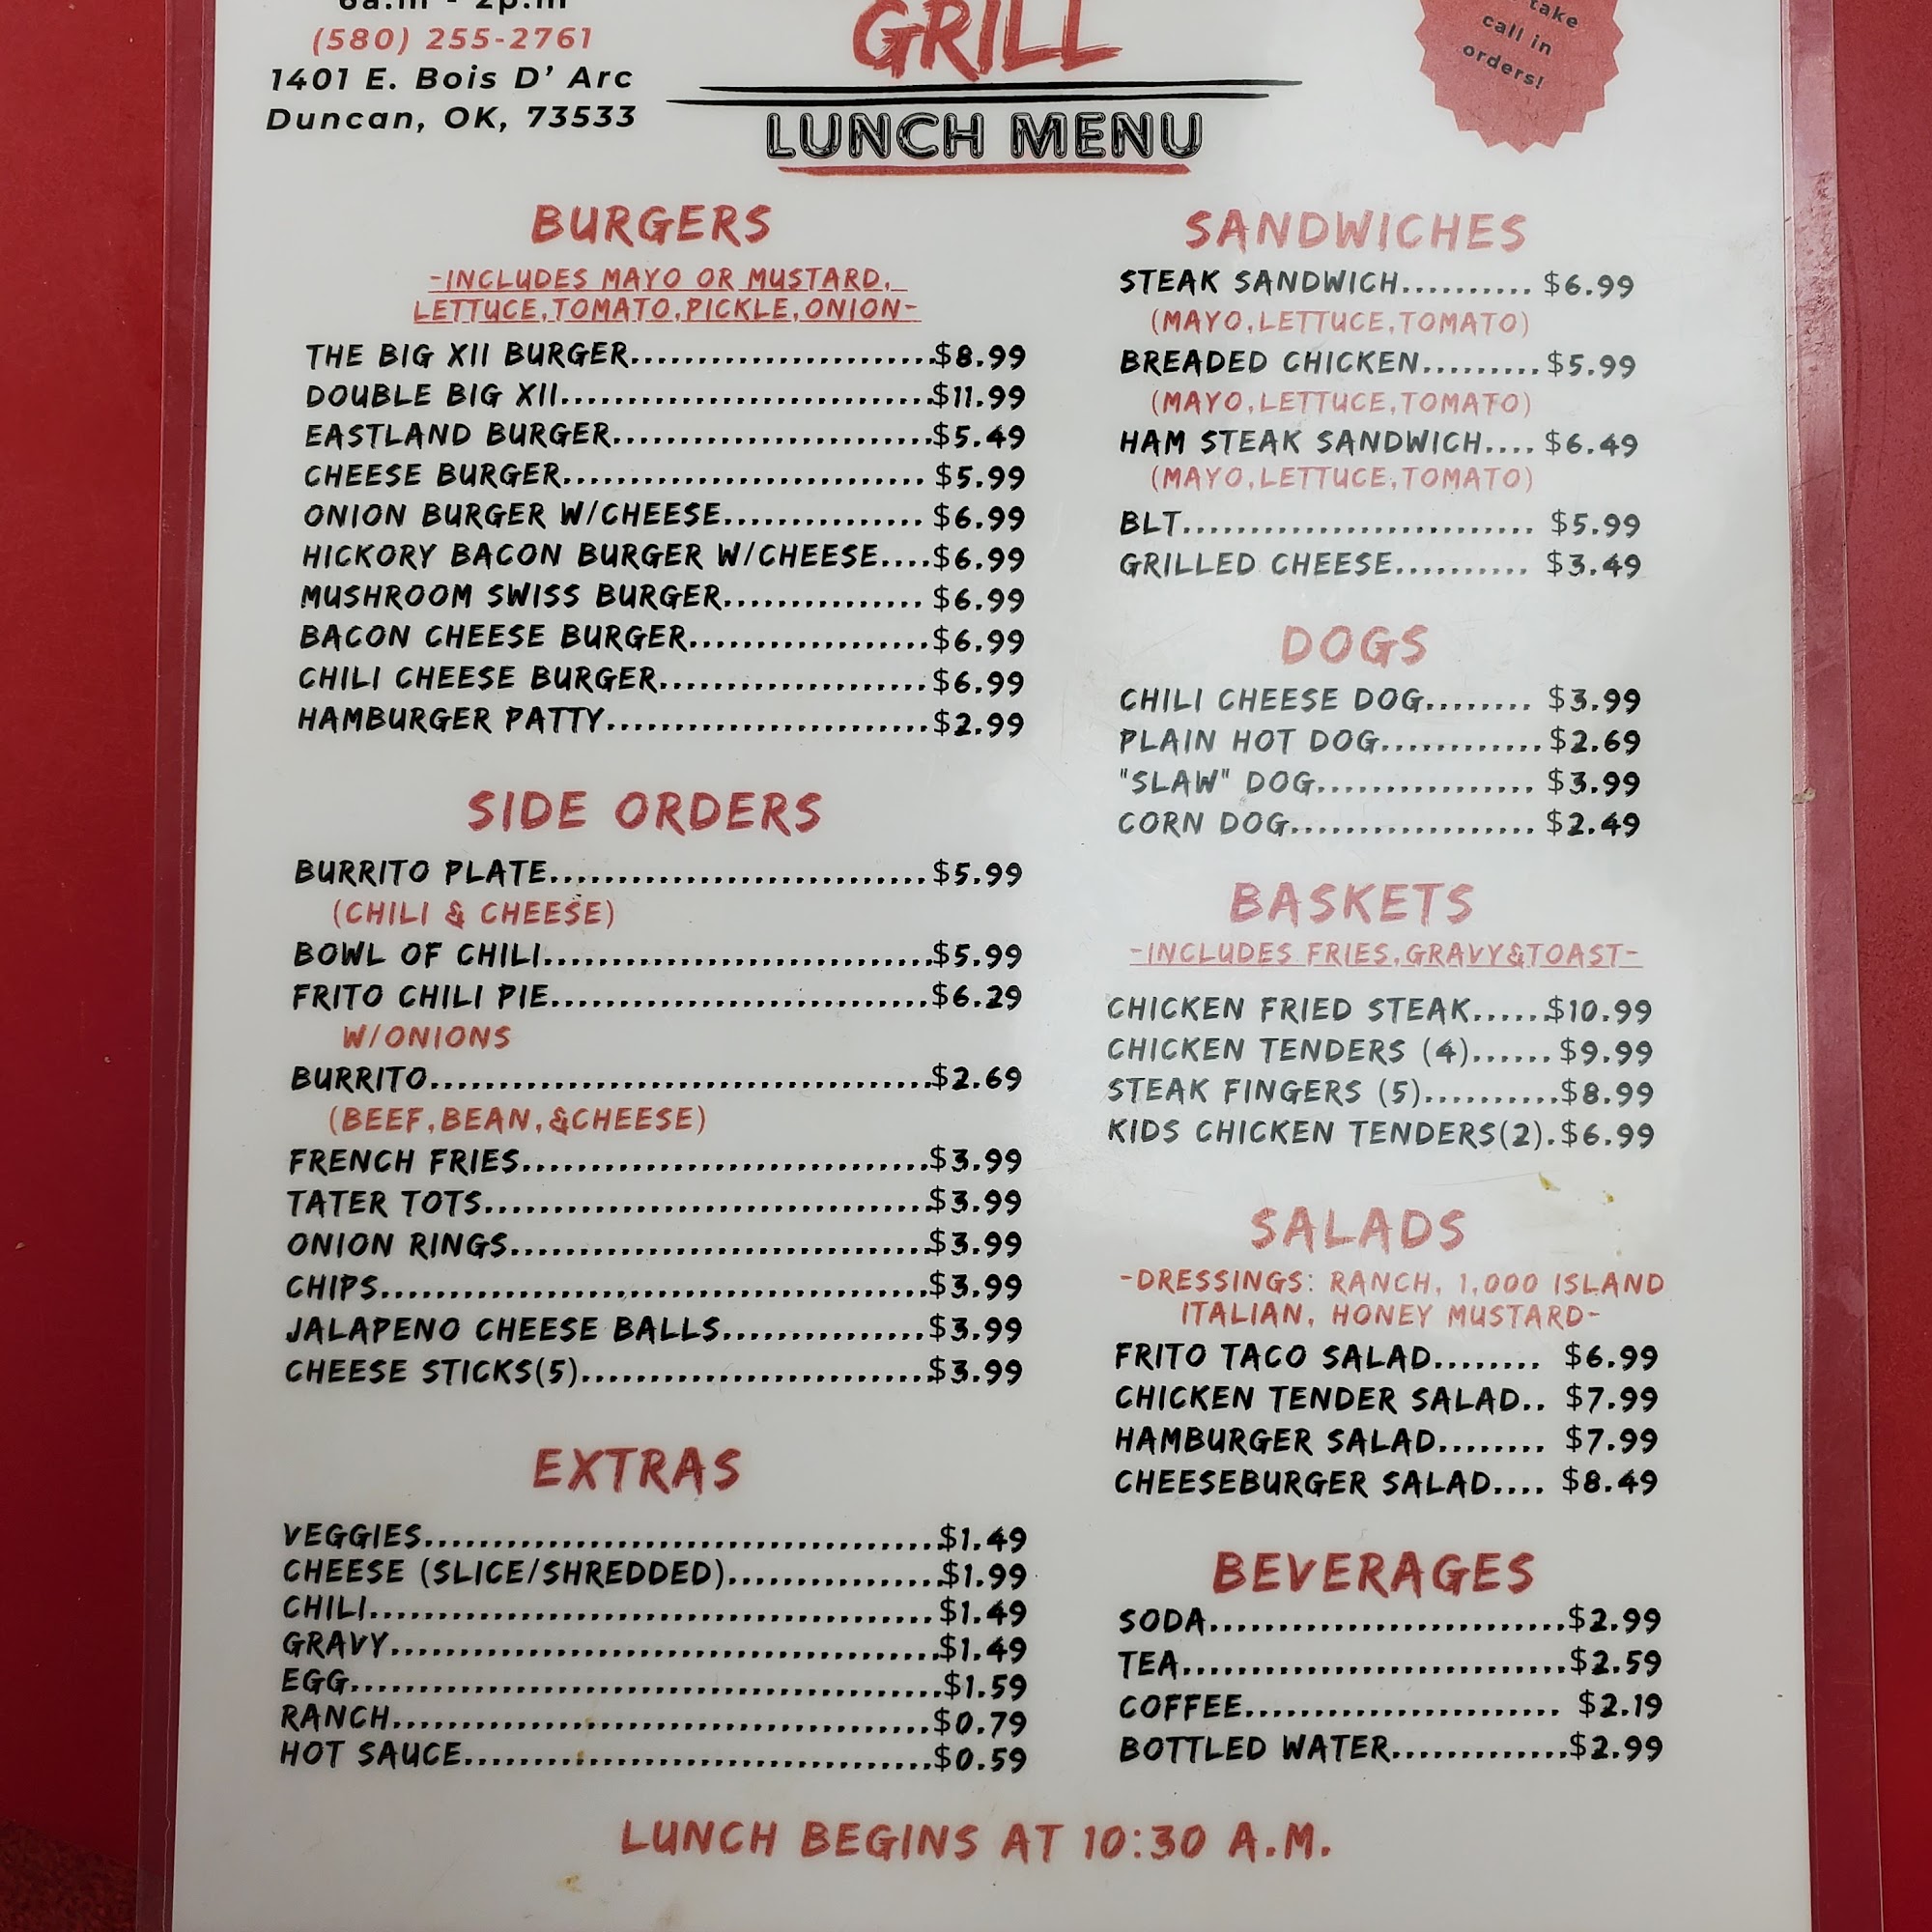 6a.m - 2p.m
(580) 255-2761
1401 E. Bois D' Arc
Duncan, OK, 73533
GRILL
LUNCH MENU
take
call in
orders!
BURGERS
-INCLUDES MAYO OR MUSTARD,
LETTUCE,TOMATO,PICKLE,ONION-
THE BIG XII BURGER.......................$8.99
DOUBLE BIG XII............................$11.99
EASTLAND BURGER........................$5.49
CHEESE BURGER........................... $5.99
ONION BURGER W/CHEESE............... $6.99
HICKORY BACON BURGER W/CHEESE....$6.99
MUSHROOM SWISS BURGER............... $6.99
BACON CHEESE BURGER..................$6.99
CHILI CHEESE BURGER....................$6.99
HAMBURGER PATTY........................$2.99
SIDE ORDERS
BURRITO PLATE............................$5.99
(CHILI & CHEESE)
BOWL OF CHILI.............................$5.99
FRITO CHILI PIE............................$6.29
W/ONIONS
BURRITO.....................................$2.69
(BEEF,BEAN,&CHEESE)
FRENCH FRIES..............................$3.99
TATER TOTS.................................$3.99
ONION RINGS...............................$3.99
CHIPS.........................................$3.99
JALAPENO CHEESE BALLS...............$3.99
CHEESE STICKS(5)..........................$3.99
EXTRAS
VEGGIES......................................$1.49
CHEESE (SLICE/SHREDDED)................$1.99
CHILI.......................................... $1.49
GRAVY.........................................$1.49
EGG............................................$1.59
RANCH........................................$0.79
HOT SAUCE...................................$0.59
SANDWICHES
STEAK SANDWICH.......... $6.99
(MAYO,LETTUCE,TOMATO)
BREADED CHICKEN.........$5.99
(MAYO,LETTUCE,TOMATO)
HAM STEAK SANDWICH.... $6.49
(MAYO,LETTUCE,TOMATO)
BLT.......................... $5.99
GRILLED CHEESE.......... $3.49
DOGS
CHILI CHEESE DOG........ $3.99
PLAIN HOT DOG............$2.69
"SLAW" DOG................ $3.99
CORN DOG.................. $2.49
BASKETS
-INCLUDES FRIES,GRAVY&TOAST-
CHICKEN FRIED STEAK......$10.99
CHICKEN TENDERS (4)...... $9.99
STEAK FINGERS (5)..........$8.99
KIDS CHICKEN TENDERS(2).$6.99
SALADS
-DRESSINGS: RANCH, 1,000 ISLAND
ITALIAN, HONEY MUSTARD-
FRITO TACO SALAD........ $6.99
CHICKEN TENDER SALAD.. $7.99
HAMBURGER SALAD........ $7.99
CHEESEBURGER SALAD.... $8.49
BEVERAGES
SODA..........................$2.99
TEA............................$2.59
COFFEE....................... $2.19
BOTTLED WATER.............$2.99
LUNCH BEGINS AT 10:30 A.M.